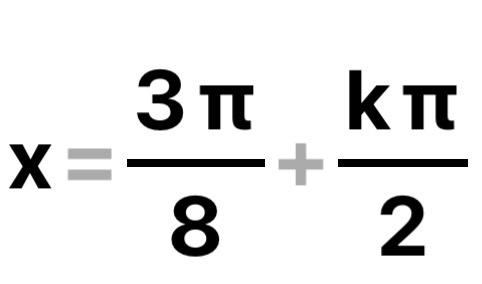 x = 3π/8 + kπ/2